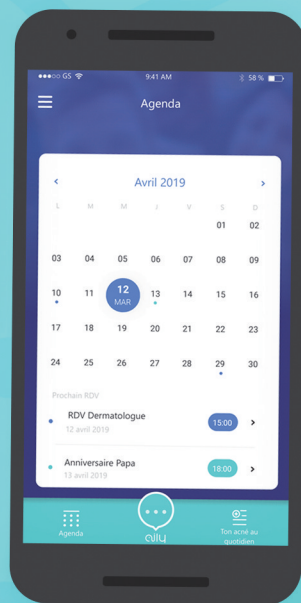 GS 9:41 AM 58 %
Agenda
Avril 2019
L M M J V S D
01 02
03 04 05 06 07 08 09
10 11 12 13 14 15 16
MAR
17 18 19 20 21 22 23
24 25 26 27 28 29 30
Prochain RDV
RDV Dermatologue 15:00
12 avril 2019
Anniversaire Papa 18:00
13 avril 2019
Agenda ally Ton acné au
quotidien